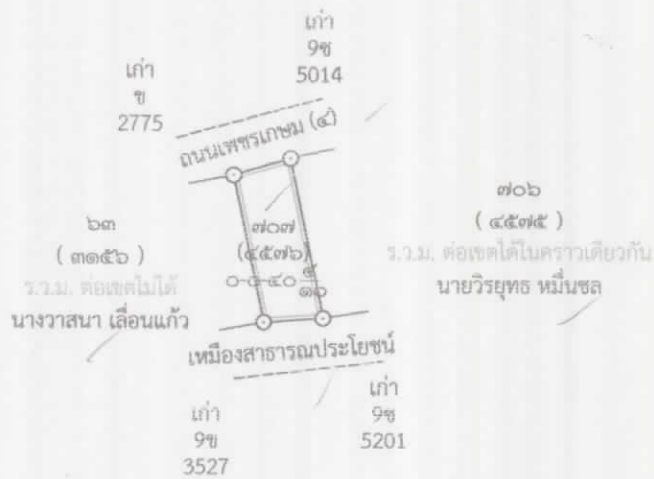 เก่า
9ซ
5014
เก่า
ข
2775
ถนนเพชรเกษม (๔)
๖๓
( ๓๑๕๖ )
ร.ว.ม. ต่อเขตไม่ได้
นางวาสนา เลื่อนแก้ว
๗๐๗
(๔๕๗๖)
๐-๐-๔๐ ๕/๑๐
๗๐๖
( ๔๕๗๕ )
ร.ว.ม. ต่อเขตได้ในคราวเดียวกัน
นายวิรยุทธ หมื่นชล
เหมืองสาธารณประโยชน์
เก่า
9ซ
3527
เก่า
9ซ
5201